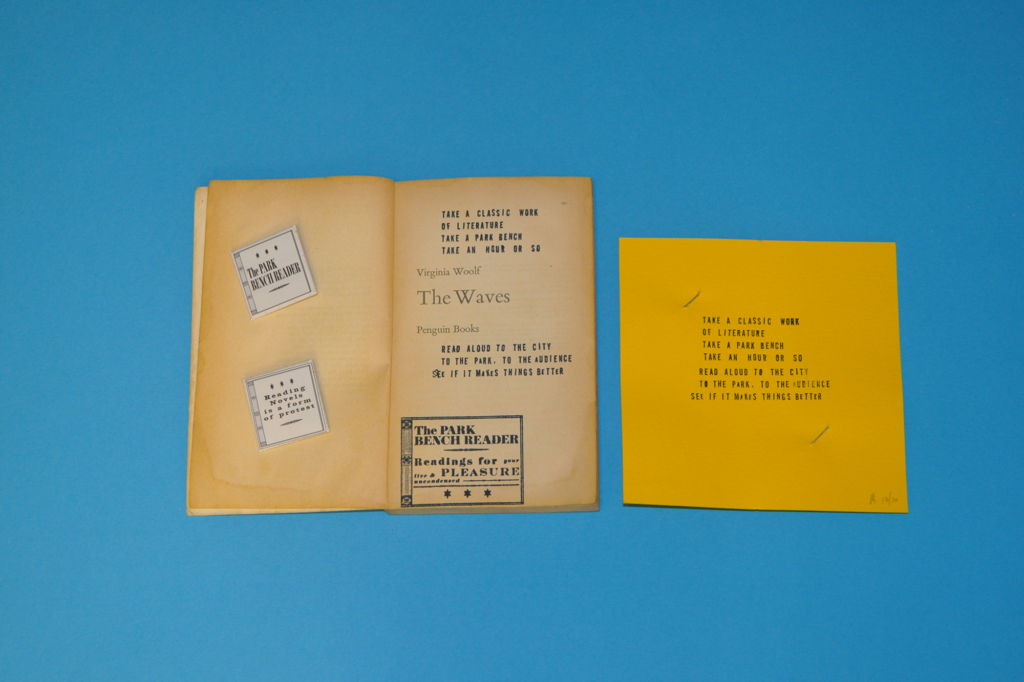 The PARK
BENCH READER
Reading
Novels
is a form
of protest
TAKE A CLASSIC WORK
OF LITERATURE
TAKE A PARK BENCH
TAKE AN HOUR OR SO
Virginia Woolf
The Waves
Penguin Books
READ ALOUD TO THE CITY
TO THE PARK, TO THE AUDIENCE
SEE IF IT MAKES THINGS BETTER
The PARK
BENCH READER
Readings for your
live & PLEASURE
uncondensed
TAKE A CLASSIC WORK
OF LITERATURE
TAKE A PARK BENCH
TAKE AN HOUR OR SO
READ ALOUD TO THE CITY
TO THE PARK, TO THE AUDIENCE
SEE IF IT MAKES THINGS BETTER